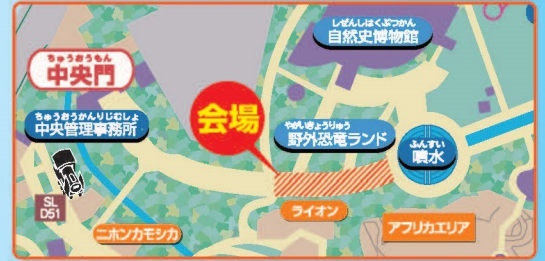 しぜんしはくぶつかん
自然史博物館
ちゅうおうもん
中央門
ちゅうおうかんりじむしょ
中央管理事務所
会場
やがいきょうりゅう
野外恐竜ランド
ふんすい
噴水
SL
D51
ライオン
アフリカエリア
ニホンカモシカ